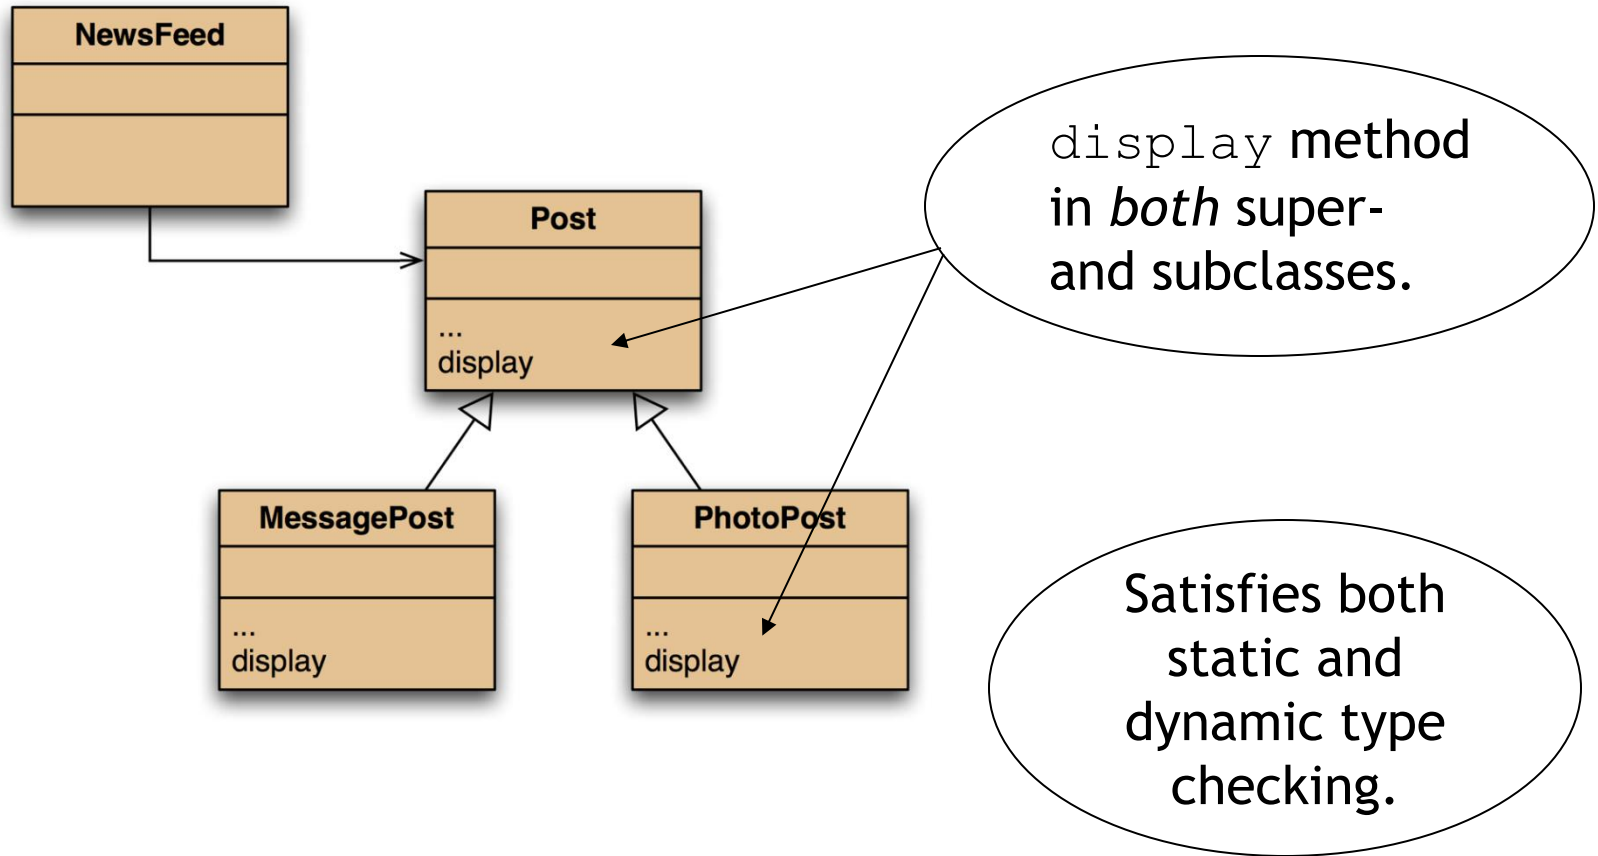 NewsFeed
Post
...
display
MessagePost
...
display
PhotoPost
...
display
display method
in both super-
and subclasses.
Satisfies both
static and
dynamic type
checking.